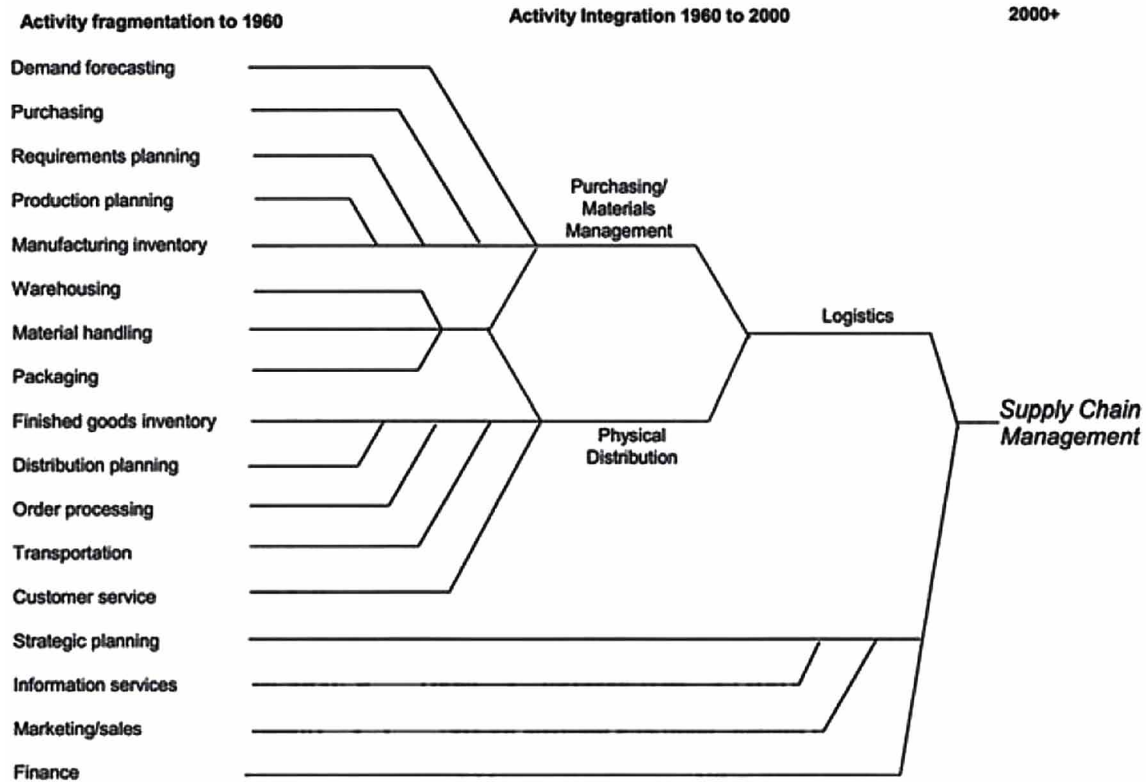 Activity fragmentation to 1960
Activity Integration 1960 to 2000
2000+
Demand forecasting
Purchasing
Requirements planning
Production planning
Manufacturing inventory
Warehousing
Material handling
Packaging
Finished goods inventory
Distribution planning
Order processing
Transportation
Customer service
Strategic planning
Information services
Marketing/sales
Finance
Purchasing/
Materials
Management
Physical
Distribution
Logistics
Supply Chain
Management